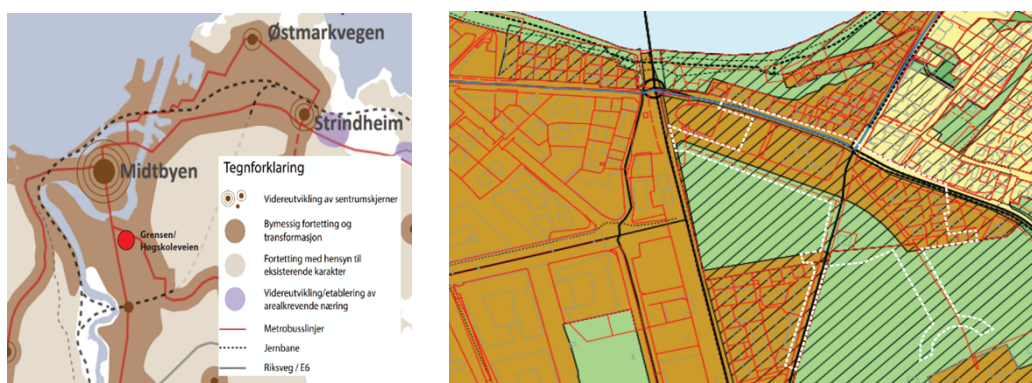 Østmarkvegen
Strindheim
Midtbyen
Grensen/
Høgskoleveien
Tegnforklaring
Videreutvikling av sentrumskjerner
Bymessig fortetting og
transformasjon
Fortetting med hensyn til
eksisterende karakter
Videreutvikling/etablering av
arealkrevende næring
Metrobusslinjer
Jernbane
Riksveg / E6